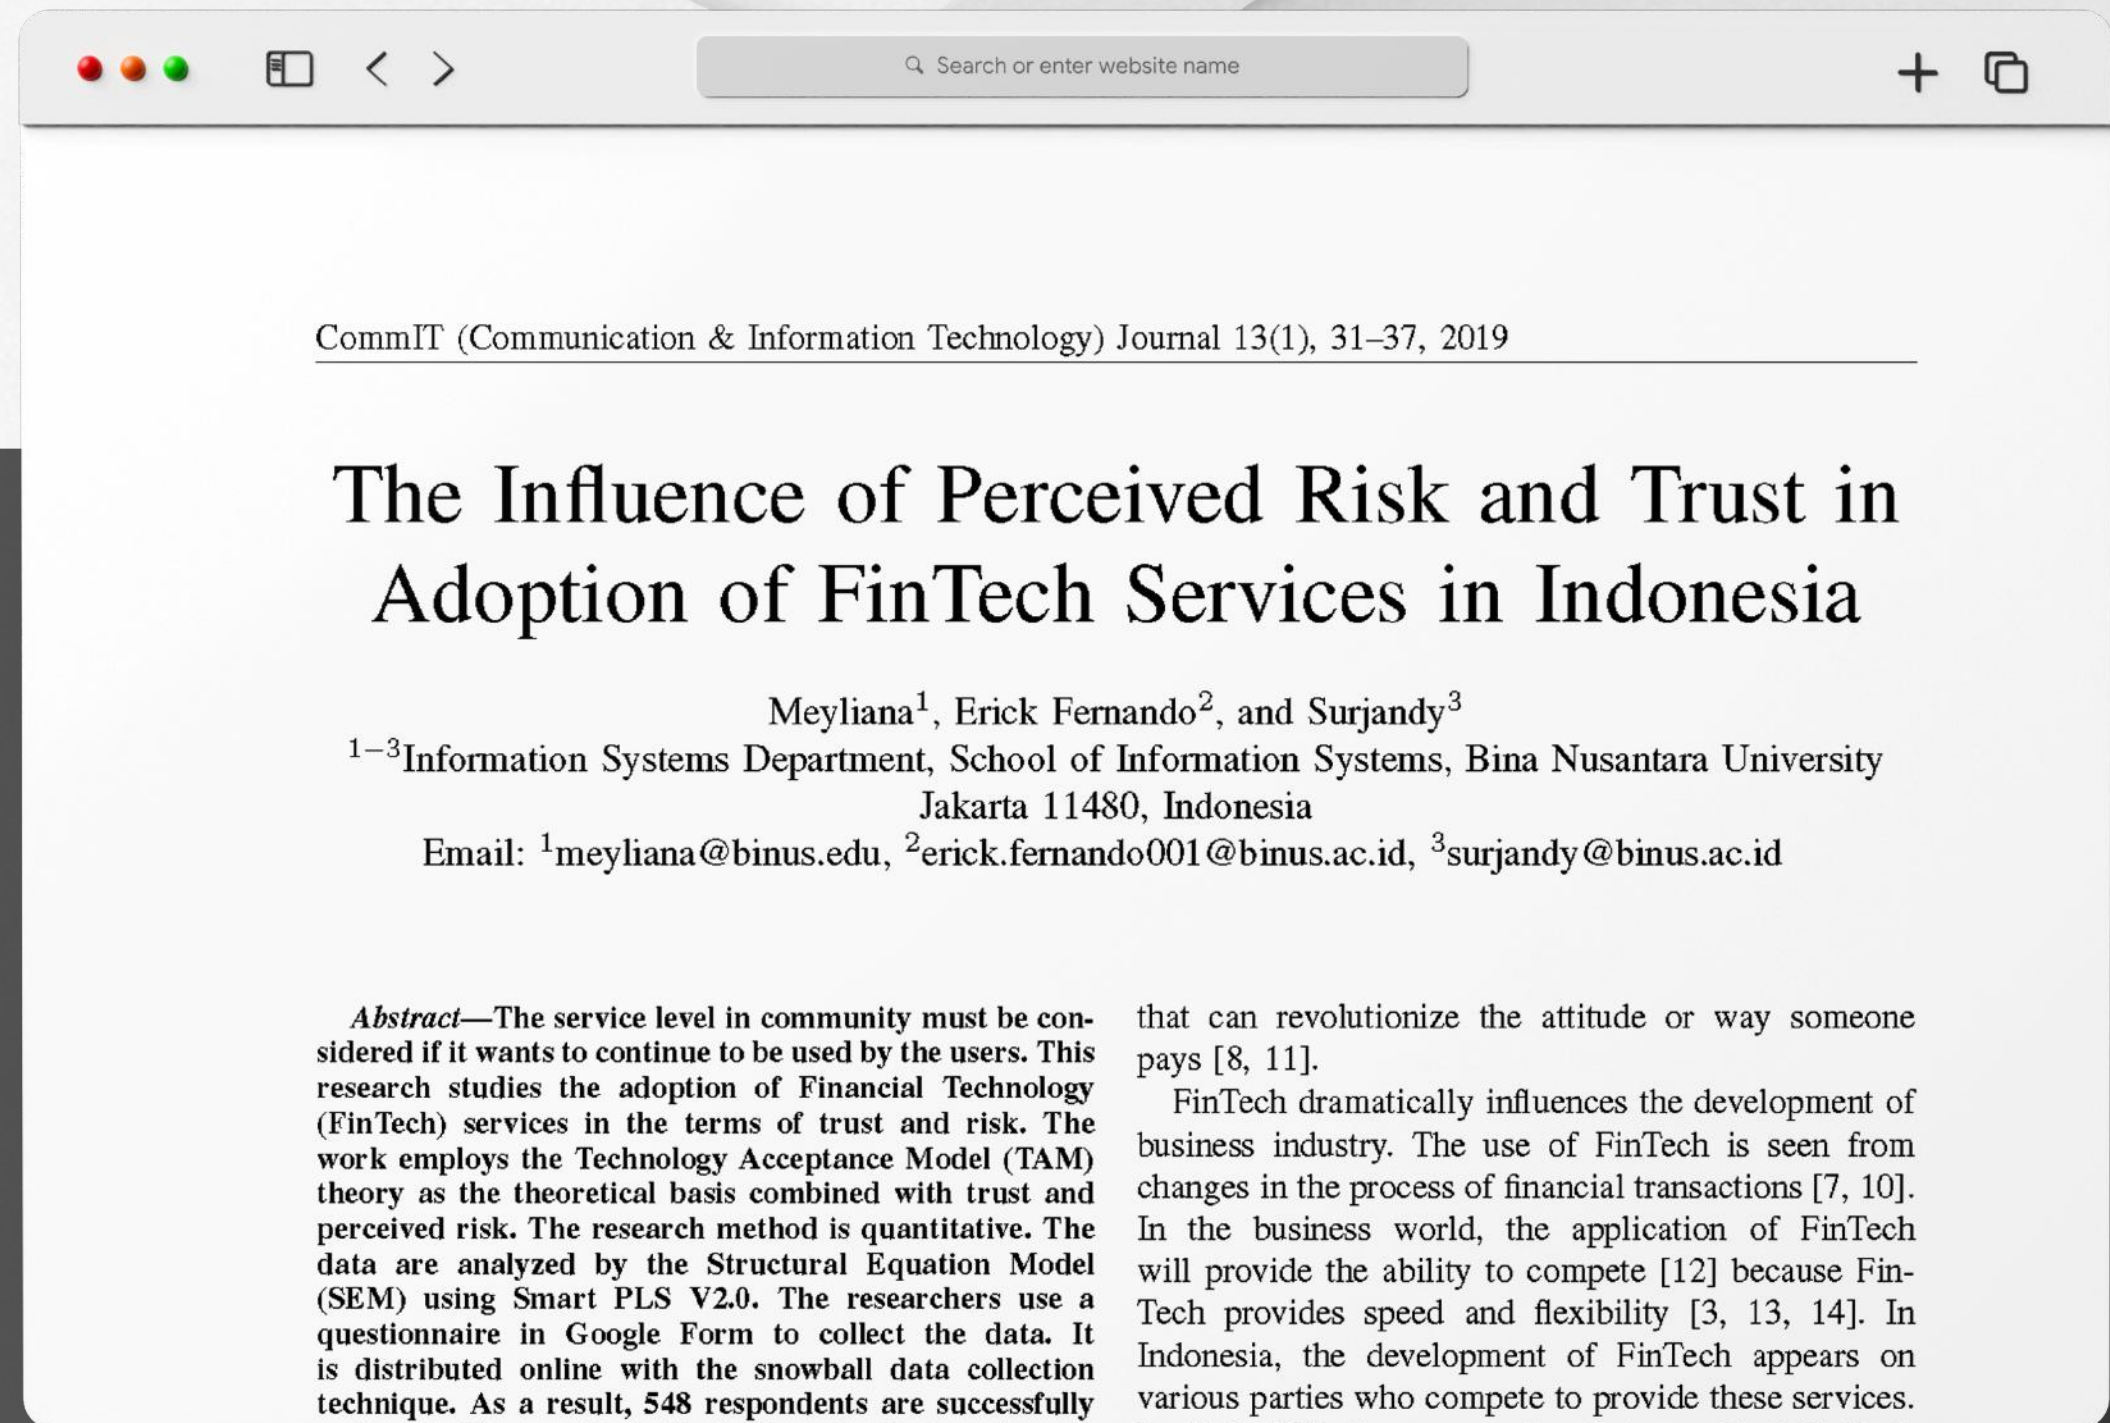 Search or enter website name
CommIT (Communication & Information Technology) Journal 13(1), 31–37, 2019
The Influence of Perceived Risk and Trust in
Adoption of FinTech Services in Indonesia
Meyliana¹, Erick Fernando², and Surjandy³
¹⁻³Information Systems Department, School of Information Systems, Bina Nusantara University
Jakarta 11480, Indonesia
Email: ¹meyliana@binus.edu, ²erick.fernando001@binus.ac.id, ³surjandy@binus.ac.id
Abstract—The service level in community must be con-
sidered if it wants to continue to be used by the users. This
research studies the adoption of Financial Technology
(FinTech) services in the terms of trust and risk. The
work employs the Technology Acceptance Model (TAM)
theory as the theoretical basis combined with trust and
perceived risk. The research method is quantitative. The
data are analyzed by the Structural Equation Model
(SEM) using Smart PLS V2.0. The researchers use a
questionnaire in Google Form to collect the data. It
is distributed online with the snowball data collection
technique. As a result, 548 respondents are successfully
that can revolutionize the attitude or way someone
pays [8, 11].
FinTech dramatically influences the development of
business industry. The use of FinTech is seen from
changes in the process of financial transactions [7, 10].
In the business world, the application of FinTech
will provide the ability to compete [12] because Fin-
Tech provides speed and flexibility [3, 13, 14]. In
Indonesia, the development of FinTech appears on
various parties who compete to provide these services.